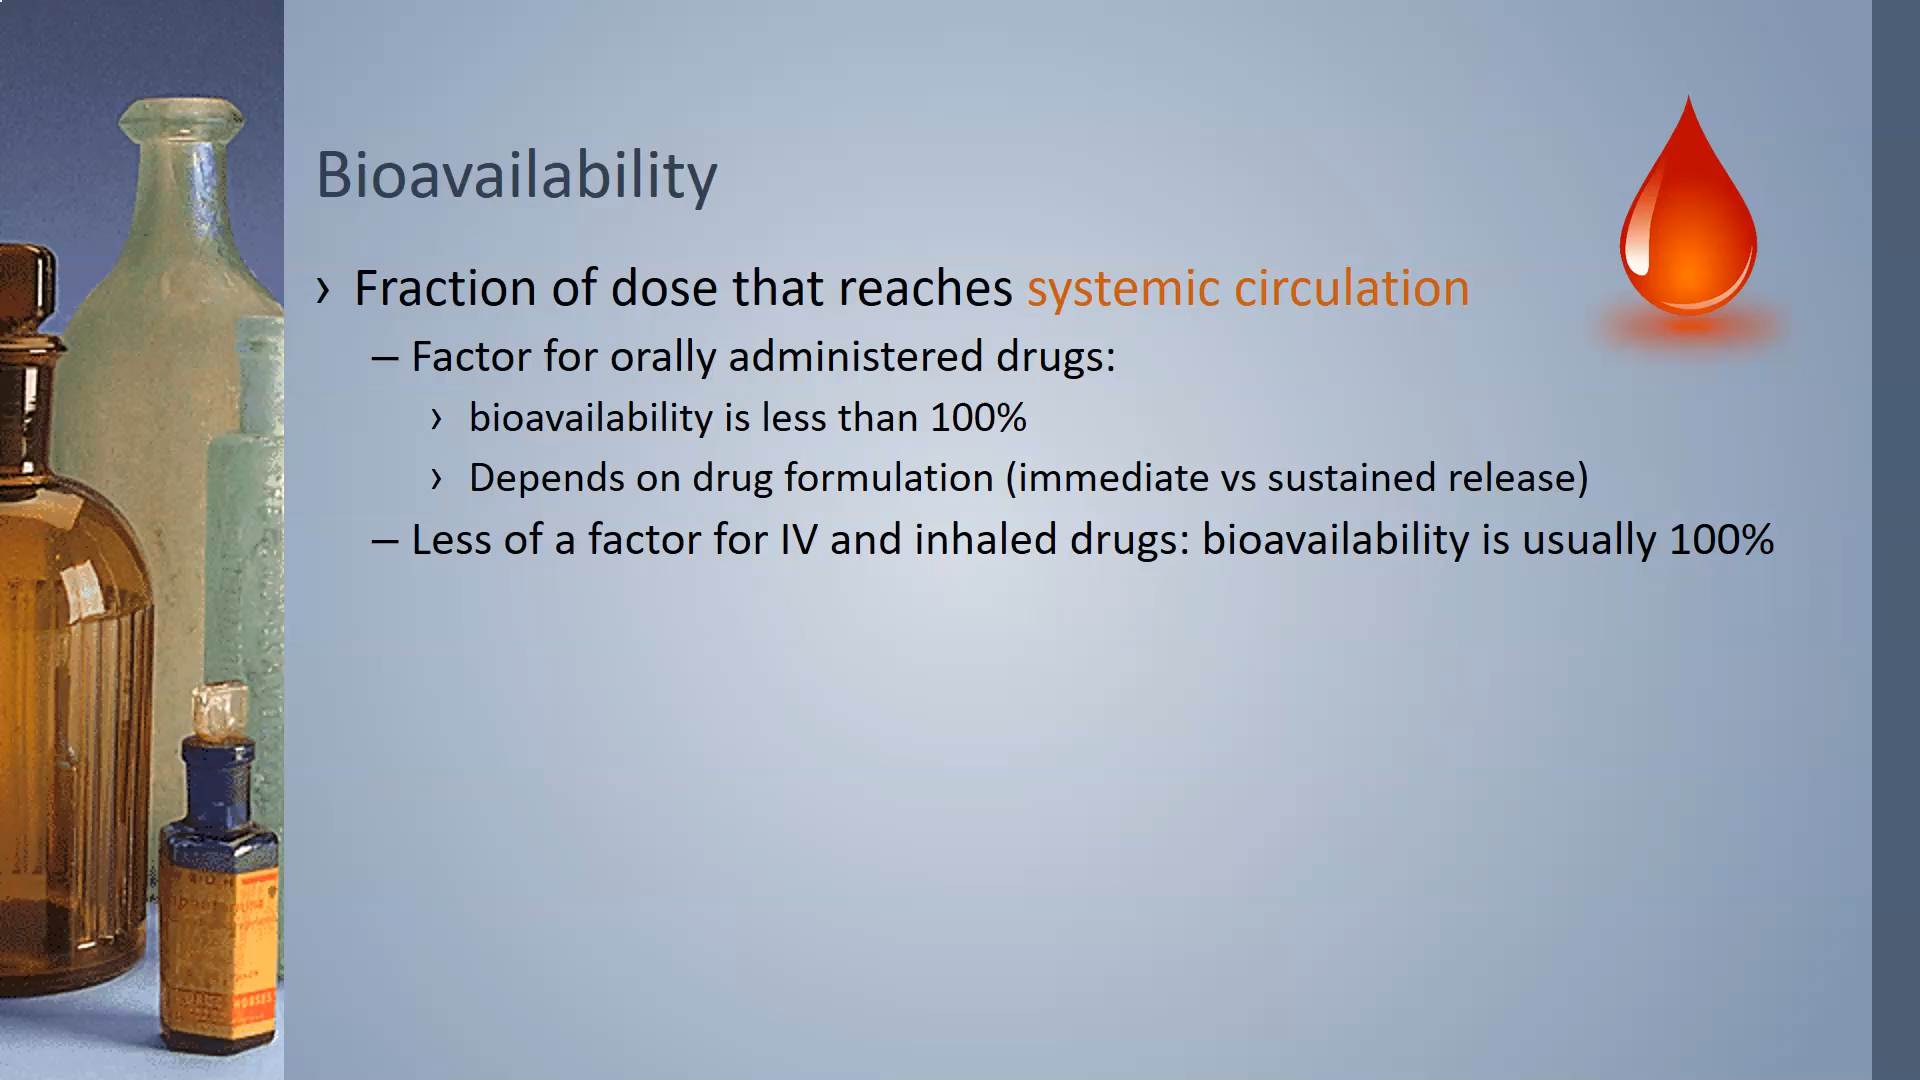 Bioavailability
› Fraction of dose that reaches systemic circulation
– Factor for orally administered drugs:
› bioavailability is less than 100%
› Depends on drug formulation (immediate vs sustained release)
– Less of a factor for IV and inhaled drugs: bioavailability is usually 100%